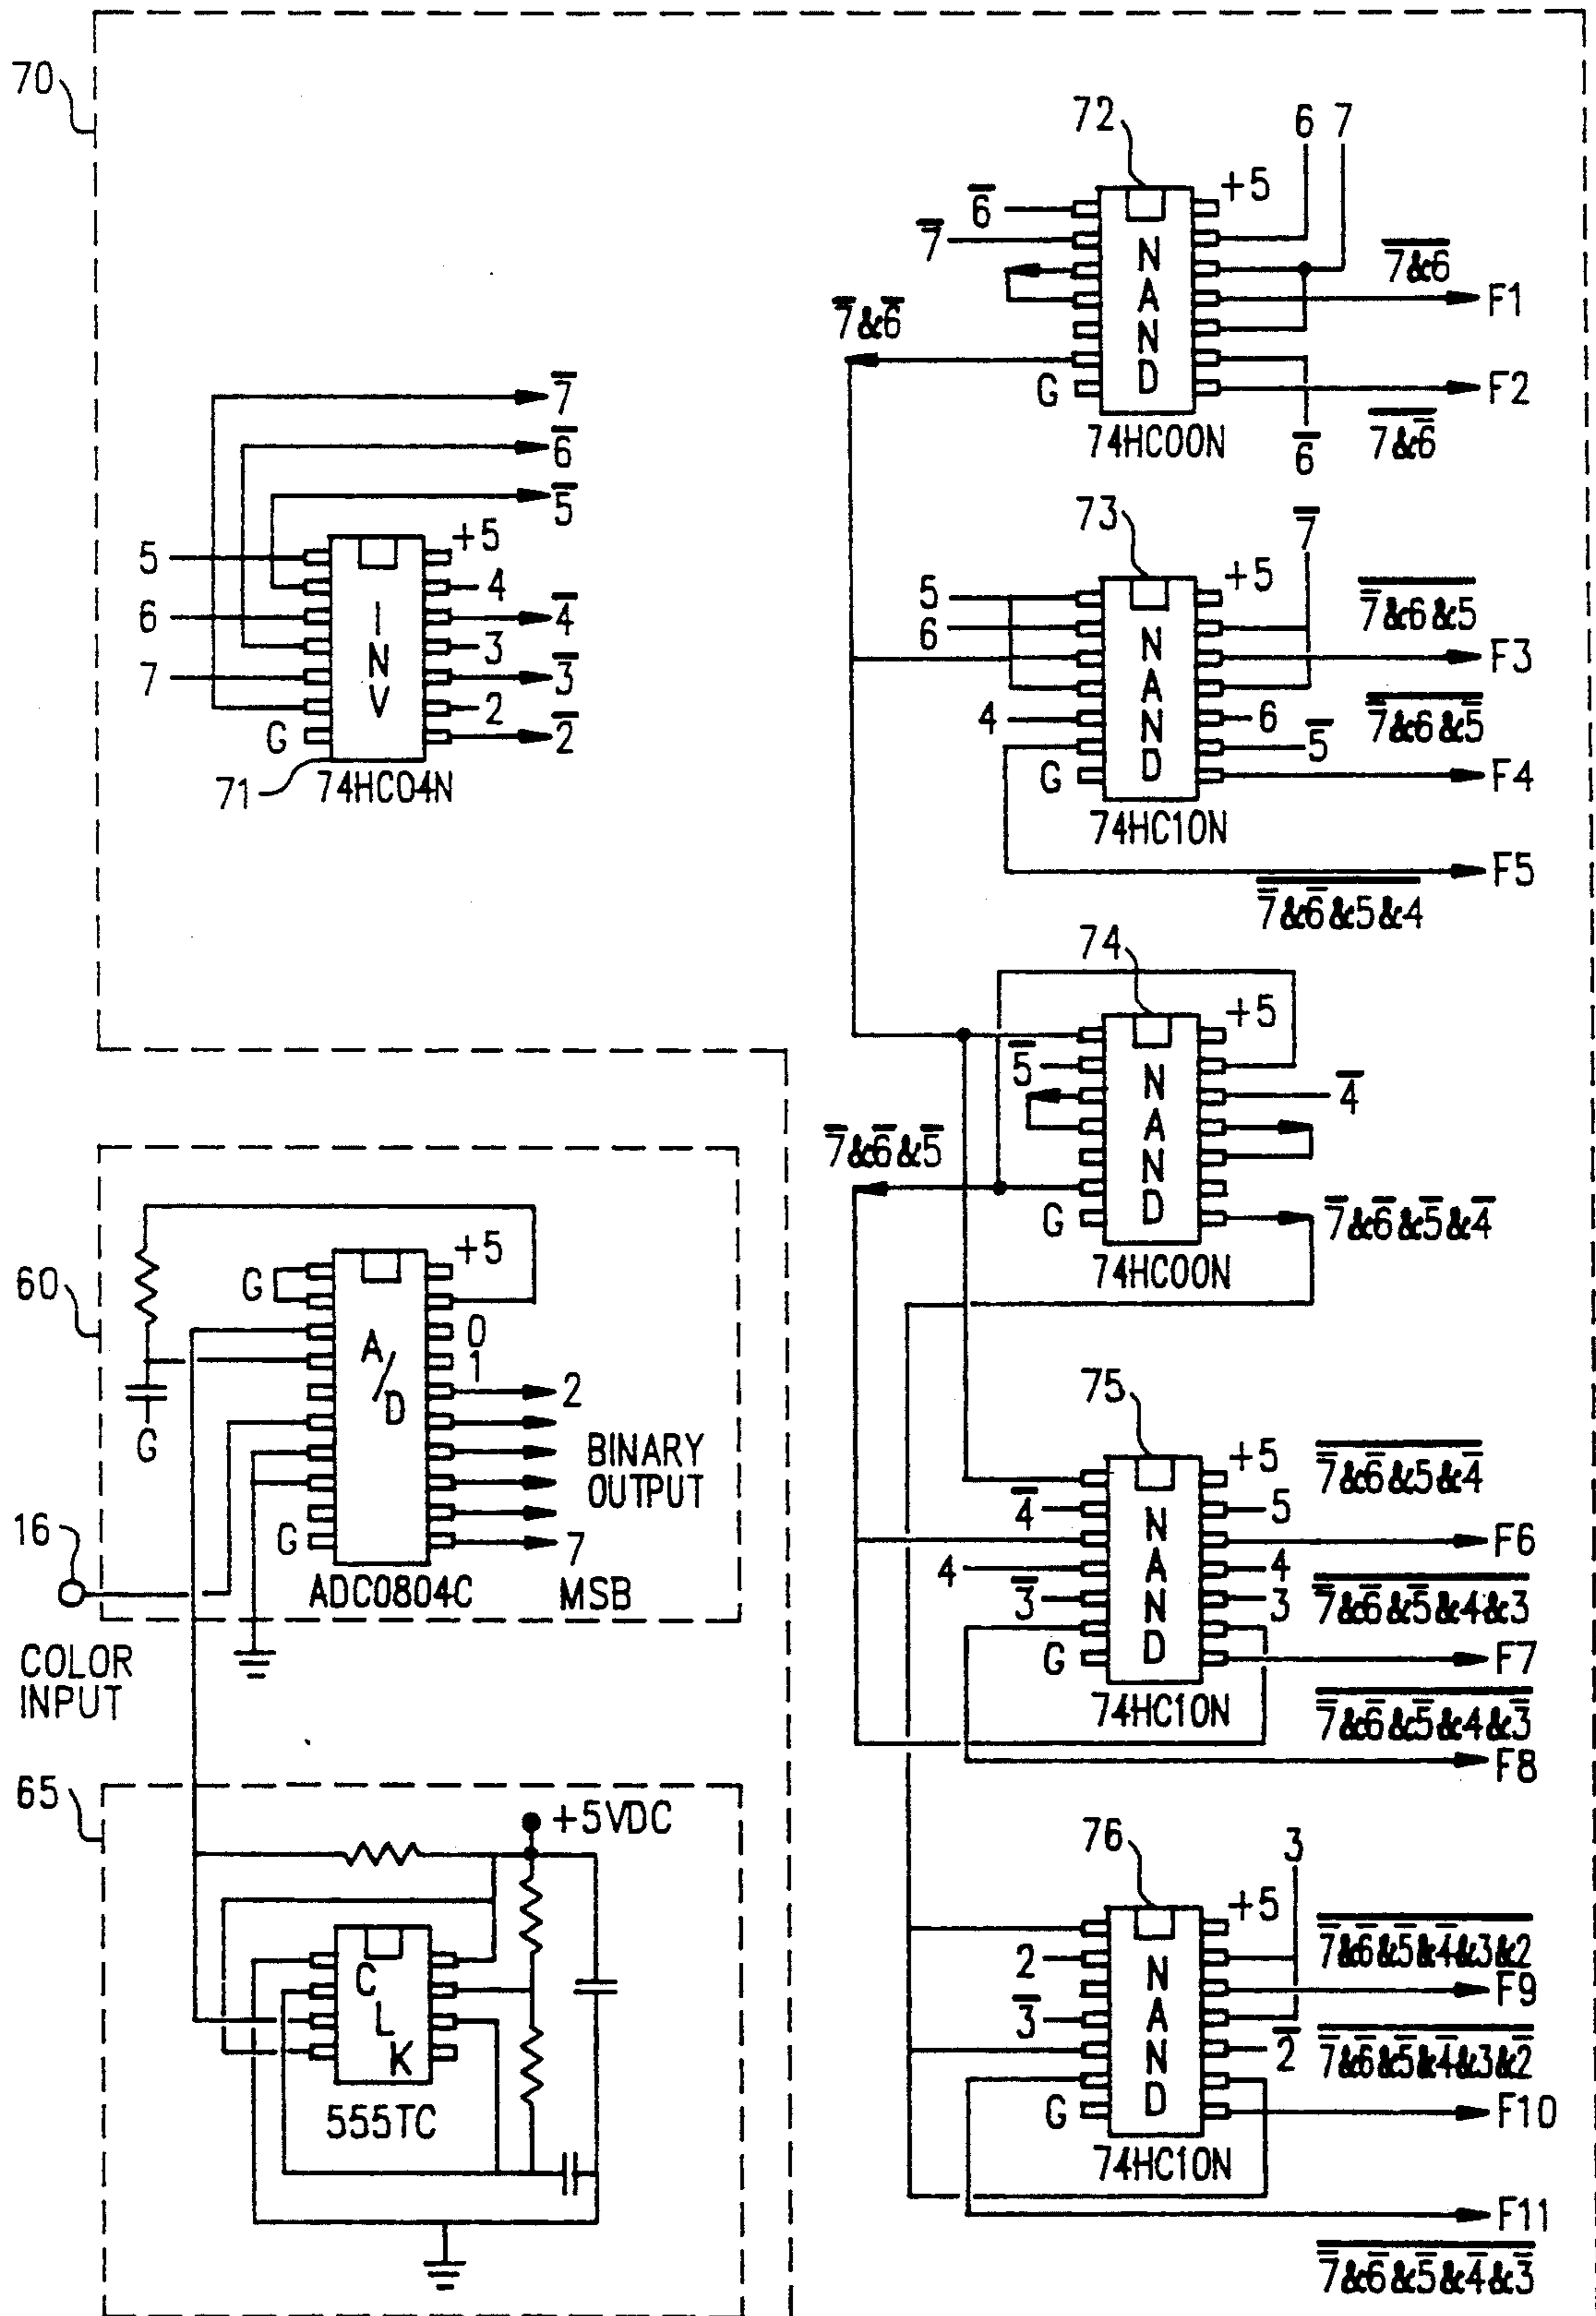 70
72
6 7
6̅
+5
7̅
NAND
7̅&̅6̅
F1
7̅&6̅
G
F2
74HC00N
6̅
7̅&̅6̿
7̅
6̅
5̅
73
7̅
5
+5
5
+5
7̿&̅6̅&̅5̅
4
6
6
4̅
INV
NAND
F3
3
7
3̅
7̿&̅6̅&̅5̿
2
4
6
G
2̅
5̅
G
F4
71
74HC04N
74HC10N
F5
7̿&̅6̿&̅5̅&̅4̅
74
+5
5̅
NAND
4̅
7̅&6̅&5̅
G
7̅&6̅&5̅&4̅
74HC00N
60
G
+5
0
1
A/D
2
G
BINARY
OUTPUT
75
+5
7̿&̅6̿&̅5̅&̅4̿
4̅
5
NAND
F6
4
4
3̅
3
7̿&̅6̿&̅5̿&̅4̅&̅3̅
G
F7
16
G
7
ADC0804C
MSB
74HC10N
7̿&̅6̿&̅5̿&̅4̅&̅3̿
F8
COLOR
INPUT
65
+5VDC
76
3
+5
7̿&̅6̿&̅5̿&̅4̿&̅3̅&̅2̅
2
NAND
F9
3̅
2̅
7̿&̅6̿&̅5̿&̅4̿&̅3̅&̅2̿
G
F10
CLK
555TC
74HC10N
F11
7̿&̅6̿&̅5̿&̅4̿&̅3̿